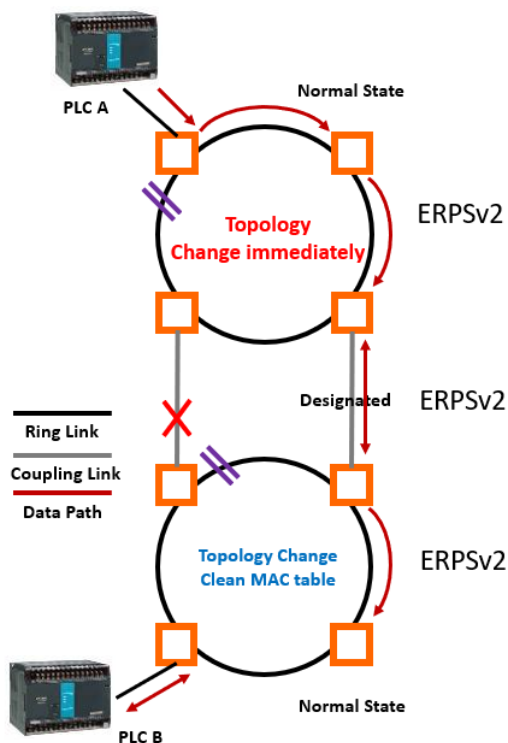 Normal State
PLC A
ERPSv2
Topology
Change immediately
Designated
ERPSv2
Ring Link
Coupling Link
Data Path
Topology Change
Clean MAC table
ERPSv2
Normal State
PLC B